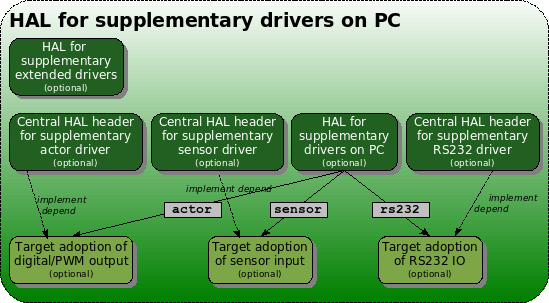 HAL for supplementary drivers on PC
HAL for
supplementary
extended drivers
(optional)
Central HAL header
for supplementary
actor driver
(optional)
Central HAL header
for supplementary
sensor driver
(optional)
HAL for
supplementary
drivers on PC
(optional)
Central HAL header
for supplementary
RS232 driver
(optional)
implement
depend
implement depend
implement
depend
actor
sensor
rs232
Target adoption of
digital/PWM output
(optional)
Target adoption
of sensor input
(optional)
Target adoption
of RS232 IO
(optional)